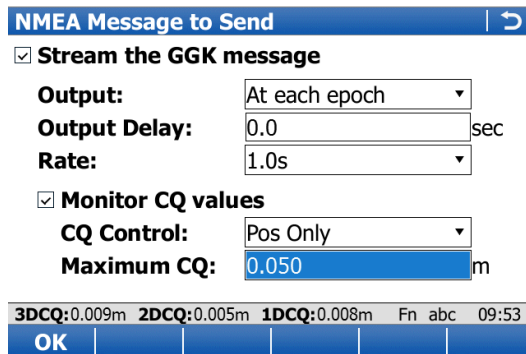 NMEA Message to Send
Stream the GGK message
Output: At each epoch
Output Delay: 0.0 sec
Rate: 1.0s
Monitor CQ values
CQ Control: Pos Only
Maximum CQ: 0.050 m
3DCQ:0.009m 2DCQ:0.005m 1DCQ:0.008m Fn abc 09:53
OK